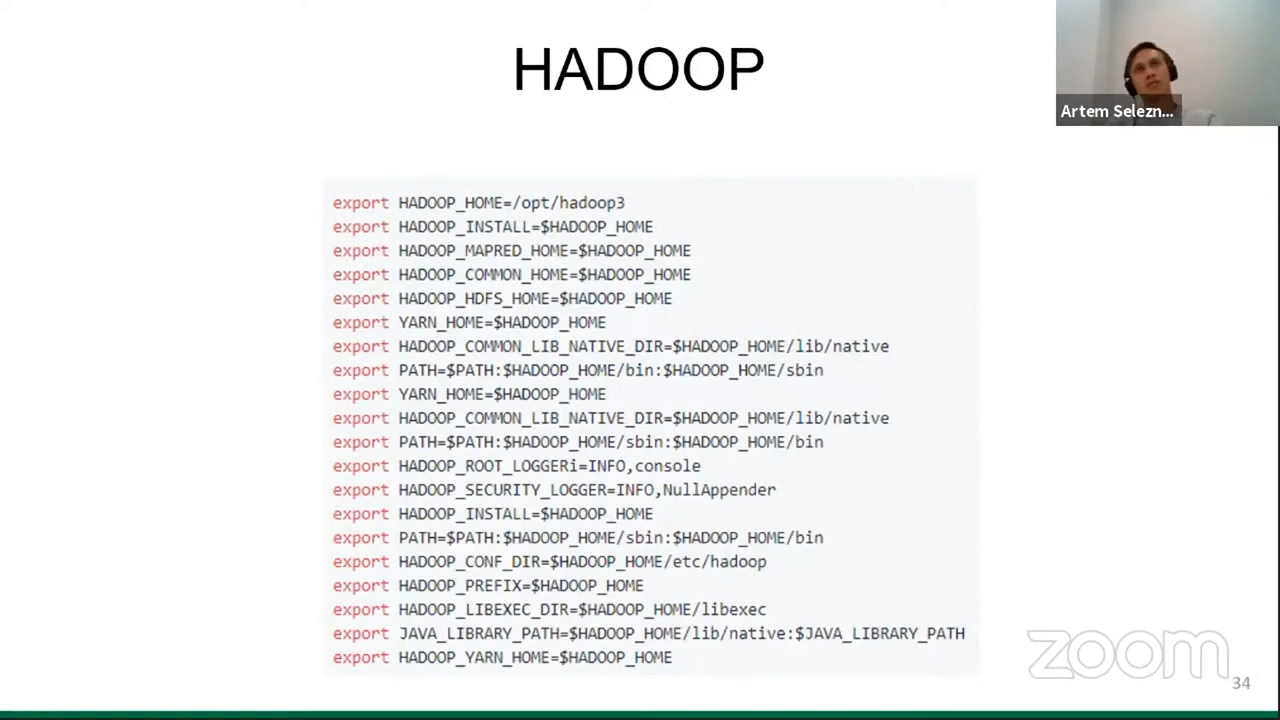 HADOOP
Artem Selezn...
export HADOOP_HOME=/opt/hadoop3
export HADOOP_INSTALL=$HADOOP_HOME
export HADOOP_MAPRED_HOME=$HADOOP_HOME
export HADOOP_COMMON_HOME=$HADOOP_HOME
export HADOOP_HDFS_HOME=$HADOOP_HOME
export YARN_HOME=$HADOOP_HOME
export HADOOP_COMMON_LIB_NATIVE_DIR=$HADOOP_HOME/lib/native
export PATH=$PATH:$HADOOP_HOME/bin:$HADOOP_HOME/sbin
export YARN_HOME=$HADOOP_HOME
export HADOOP_COMMON_LIB_NATIVE_DIR=$HADOOP_HOME/lib/native
export PATH=$PATH:$HADOOP_HOME/sbin:$HADOOP_HOME/bin
export HADOOP_ROOT_LOGGERi=INFO,console
export HADOOP_SECURITY_LOGGER=INFO,NullAppender
export HADOOP_INSTALL=$HADOOP_HOME
export PATH=$PATH:$HADOOP_HOME/sbin:$HADOOP_HOME/bin
export HADOOP_CONF_DIR=$HADOOP_HOME/etc/hadoop
export HADOOP_PREFIX=$HADOOP_HOME
export HADOOP_LIBEXEC_DIR=$HADOOP_HOME/libexec
export JAVA_LIBRARY_PATH=$HADOOP_HOME/lib/native:$JAVA_LIBRARY_PATH
export HADOOP_YARN_HOME=$HADOOP_HOME
zoom
34